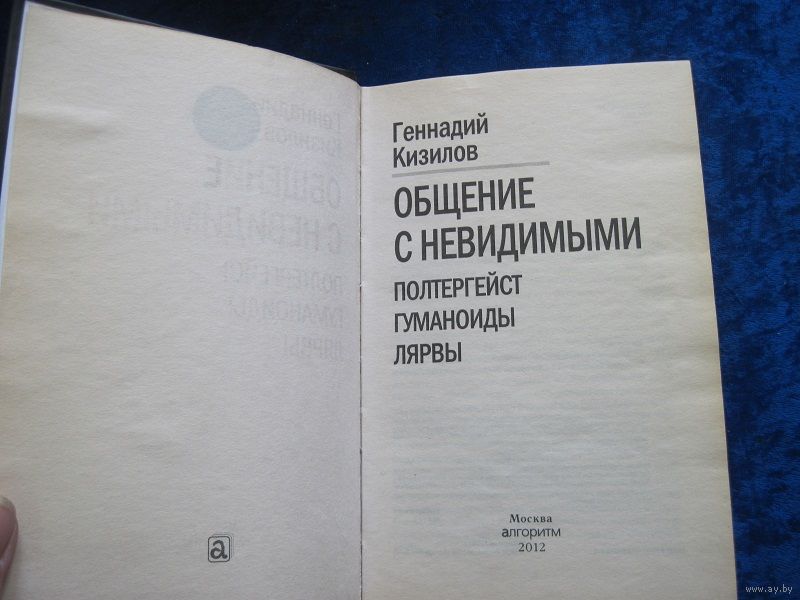 Геннадий
Кизилов
ОБЩЕНИЕ
С НЕВИДИМЫМИ
ПОЛТЕРГЕЙСТ
ГУМАНОИДЫ
ЛЯРВЫ
Москва
алгоритм
2012
а
www.ay.by